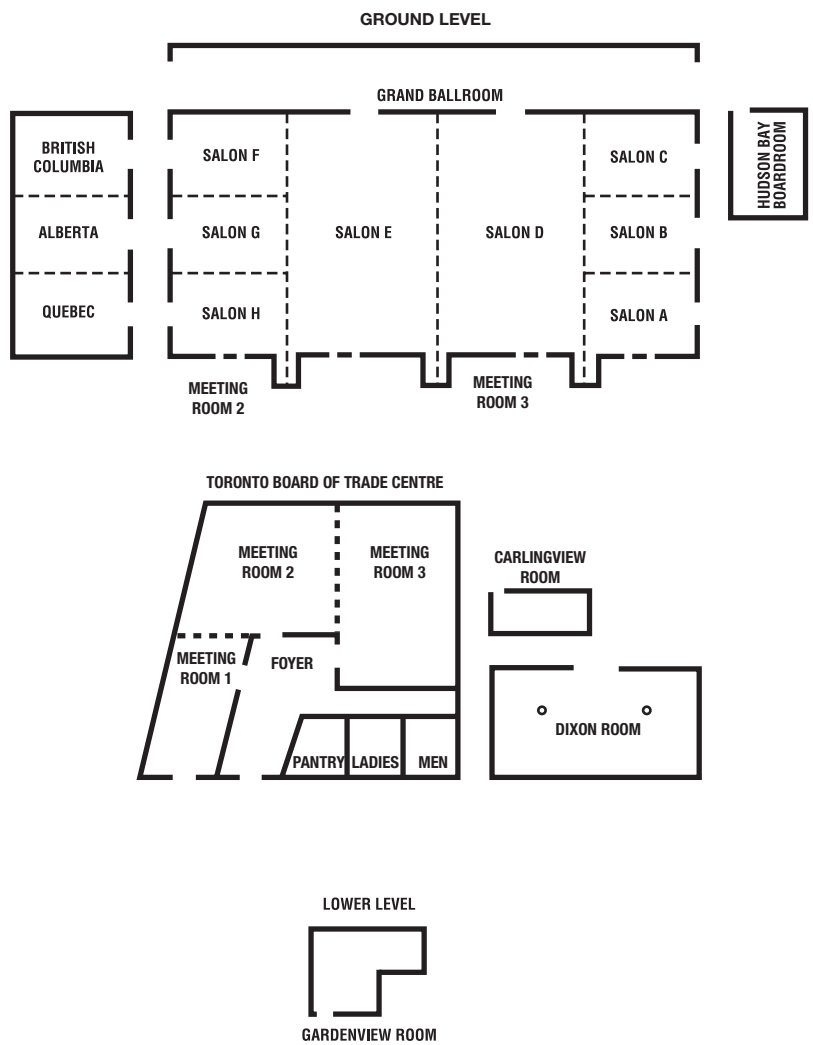 GROUND LEVEL
GRAND BALLROOM
BRITISH
COLUMBIA
SALON F
SALON C
HUDSON BAY
BOARDROOM
ALBERTA
SALON G
SALON E
SALON D
SALON B
QUEBEC
SALON H
SALON A
MEETING
ROOM 2
MEETING
ROOM 3
TORONTO BOARD OF TRADE CENTRE
MEETING
ROOM 2
MEETING
ROOM 3
CARLINGVIEW
ROOM
MEETING
ROOM 1
FOYER
DIXON ROOM
PANTRY
LADIES
MEN
LOWER LEVEL
GARDENVIEW ROOM